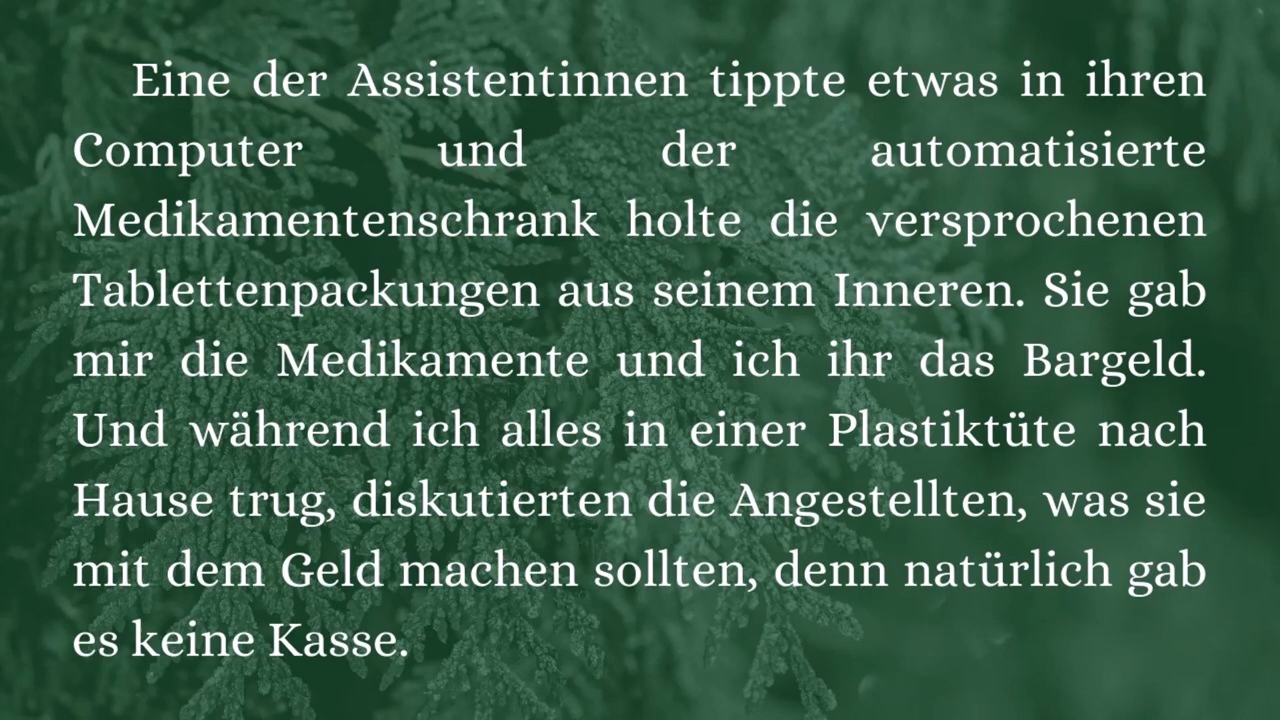 Eine der Assistentinnen tippte etwas in ihren
Computer und der automatisierte
Medikamentenschrank holte die versprochenen
Tablettenpackungen aus seinem Inneren. Sie gab
mir die Medikamente und ich ihr das Bargeld.
Und während ich alles in einer Plastiktüte nach
Hause trug, diskutierten die Angestellten, was sie
mit dem Geld machen sollten, denn natürlich gab
es keine Kasse.